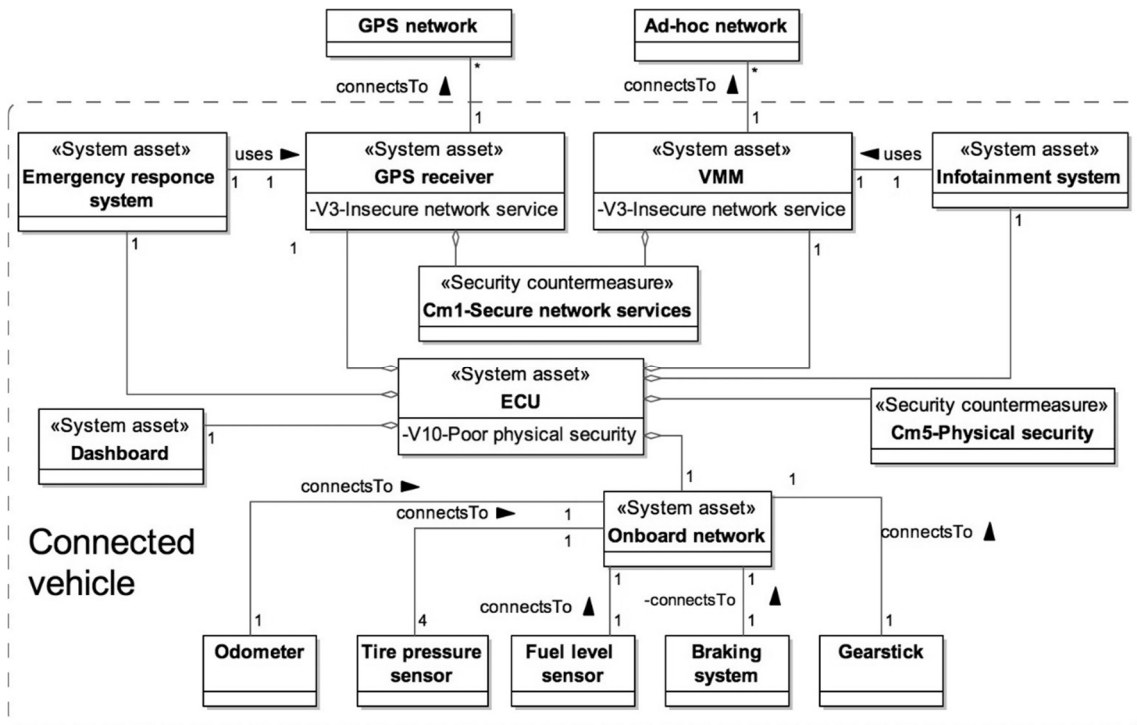 GPS network
Ad-hoc network
*
*
connectsTo
connectsTo
1
1
«System asset»
Emergency responce
system
uses
1
1
«System asset»
GPS receiver
-V3-Insecure network service
«System asset»
VMM
-V3-Insecure network service
uses
1
1
«System asset»
Infotainment system
1
1
1
1
«Security countermeasure»
Cm1-Secure network services
«System asset»
ECU
-V10-Poor physical security
«Security countermeasure»
Cm5-Physical security
«System asset»
Dashboard
1
1
1
connectsTo
connectsTo
1
1
«System asset»
Onboard network
connectsTo
Connected
vehicle
1
1
connectsTo
-connectsTo
1
4
1
1
1
Odometer
Tire pressure
sensor
Fuel level
sensor
Braking
system
Gearstick